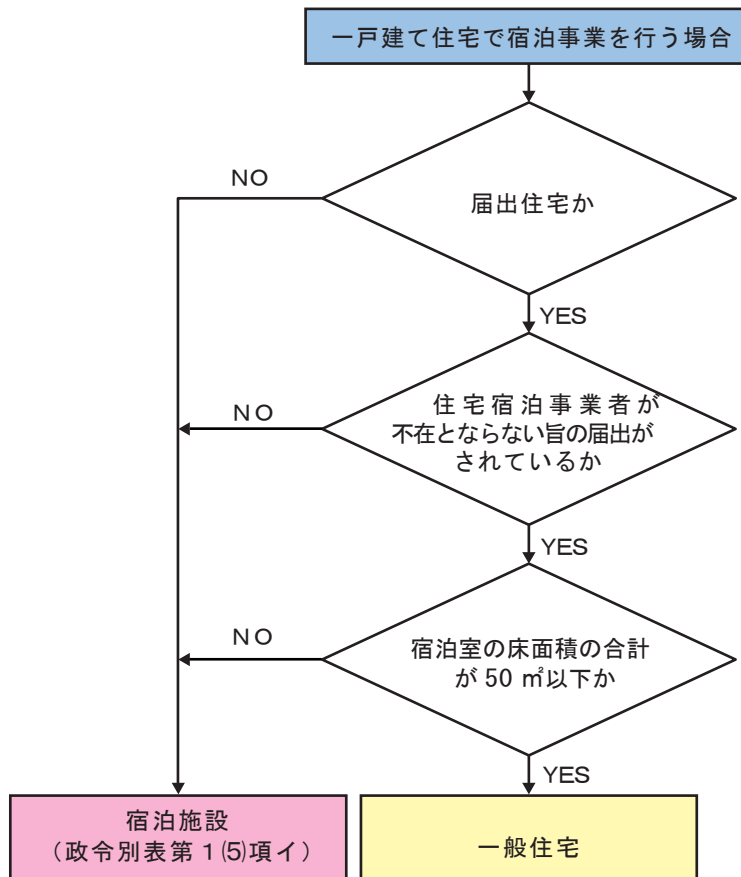 一戸建て住宅で宿泊事業を行う場合
NO
届出住宅か
YES
NO
住宅宿泊事業者が
不在とならない旨の届出が
されているか
YES
NO
宿泊室の床面積の合計
が 50 ㎡以下か
YES
宿泊施設
（政令別表第 1 ⑸項イ）
一般住宅